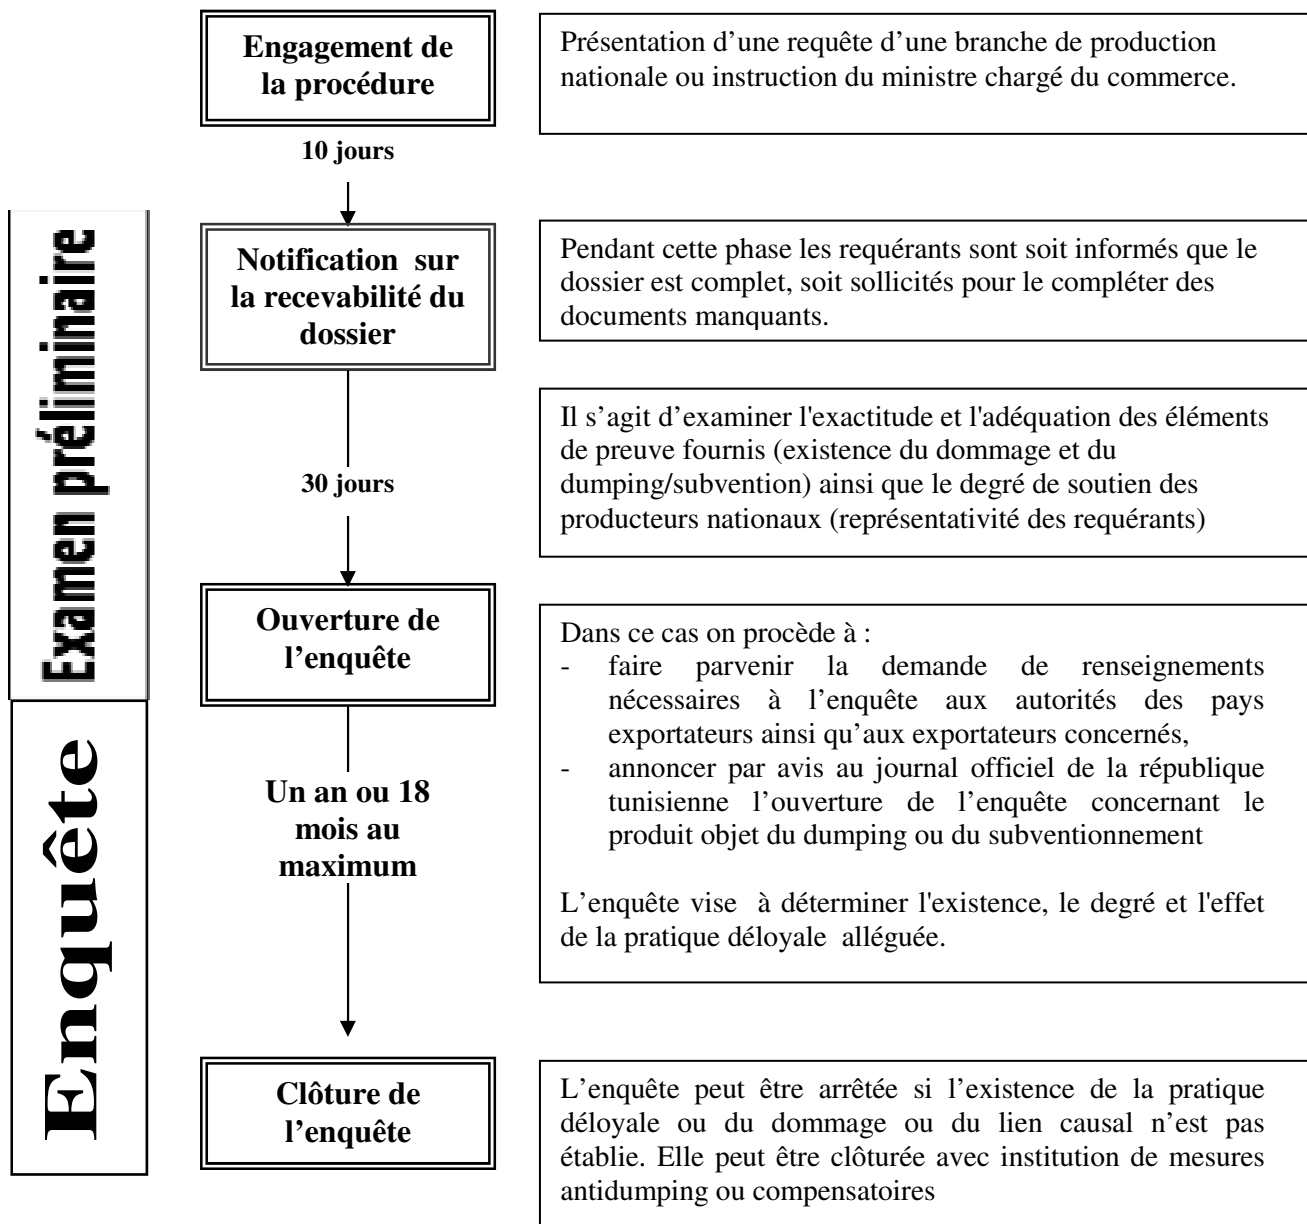 Engagement de
la procédure
Présentation d’une requête d’une branche de production
nationale ou instruction du ministre chargé du commerce.
10 jours
Examen préliminaire
Notification sur
la recevabilité du
dossier
Pendant cette phase les requérants sont soit informés que le
dossier est complet, soit sollicités pour le compléter des
documents manquants.
30 jours
Il s’agit d’examiner l'exactitude et l'adéquation des éléments
de preuve fournis (existence du dommage et du
dumping/subvention) ainsi que le degré de soutien des
producteurs nationaux (représentativité des requérants)
Ouverture de
l’enquête
Dans ce cas on procède à :
- faire parvenir la demande de renseignements
nécessaires à l’enquête aux autorités des pays
exportateurs ainsi qu’aux exportateurs concernés,
- annoncer par avis au journal officiel de la république
tunisienne l’ouverture de l’enquête concernant le
produit objet du dumping ou du subventionnement
L’enquête vise à déterminer l'existence, le degré et l'effet
de la pratique déloyale alléguée.
Enquête
Un an ou 18
mois au
maximum
Clôture de
l’enquête
L’enquête peut être arrêtée si l’existence de la pratique
déloyale ou du dommage ou du lien causal n’est pas
établie. Elle peut être clôturée avec institution de mesures
antidumping ou compensatoires